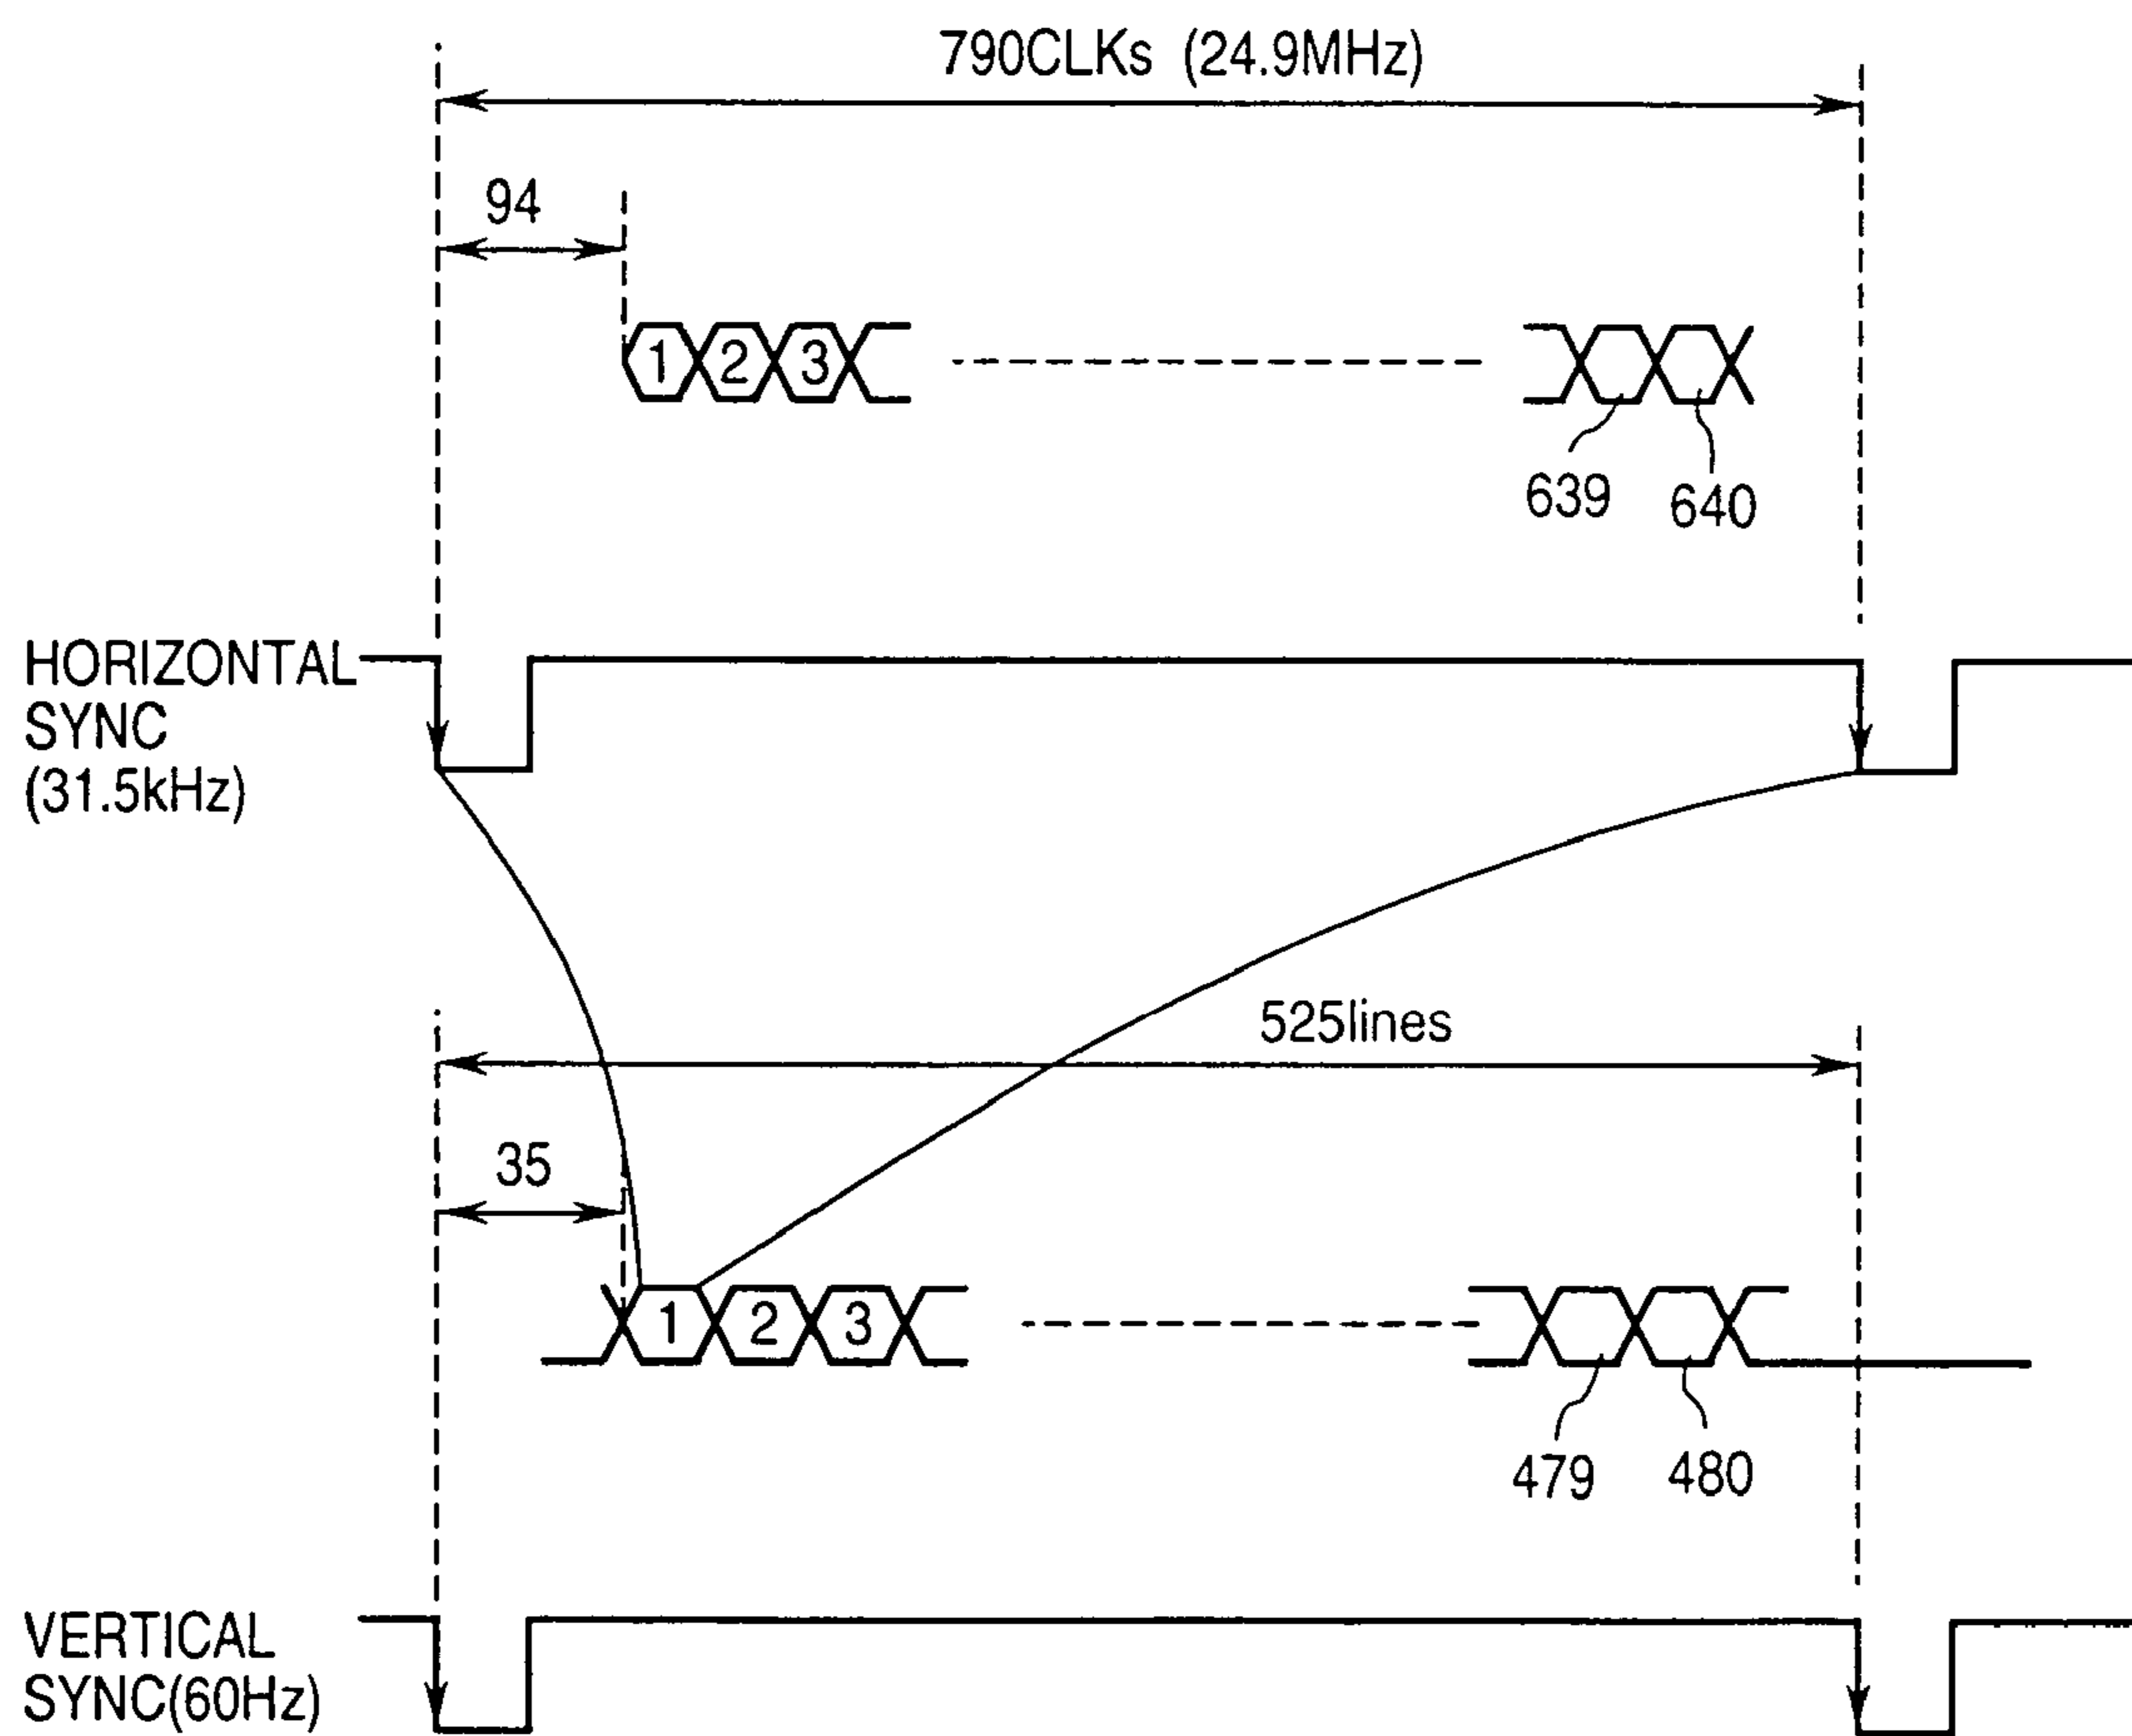 790CLKs (24.9MHz)
94
1 2 3
639 640
HORIZONTAL
SYNC
(31.5kHz)
525lines
35
1 2 3
479 480
VERTICAL
SYNC(60Hz)